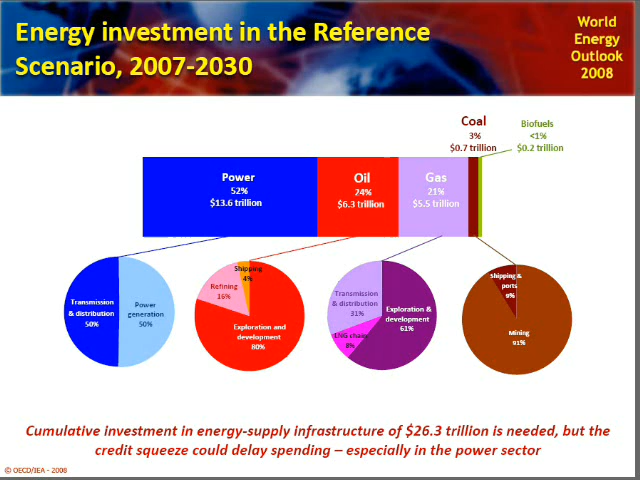 Energy investment in the Reference
Scenario, 2007-2030
World
Energy
Outlook
2008
Coal
3%
$0.7 trillion
Biofuels
<1%
$0.2 trillion
Power
52%
$13.6 trillion
Oil
24%
$6.3 trillion
Gas
21%
$5.5 trillion
Transmission
& distribution
50%
Power
generation
50%
Shipping
4%
Refining
16%
Exploration and
development
80%
Transmission
& distribution
31%
LNG chain
8%
Exploration &
development
61%
Shipping &
ports
9%
Mining
91%
Cumulative investment in energy-supply infrastructure of $26.3 trillion is needed, but the
credit squeeze could delay spending – especially in the power sector
© OECD/IEA - 2008